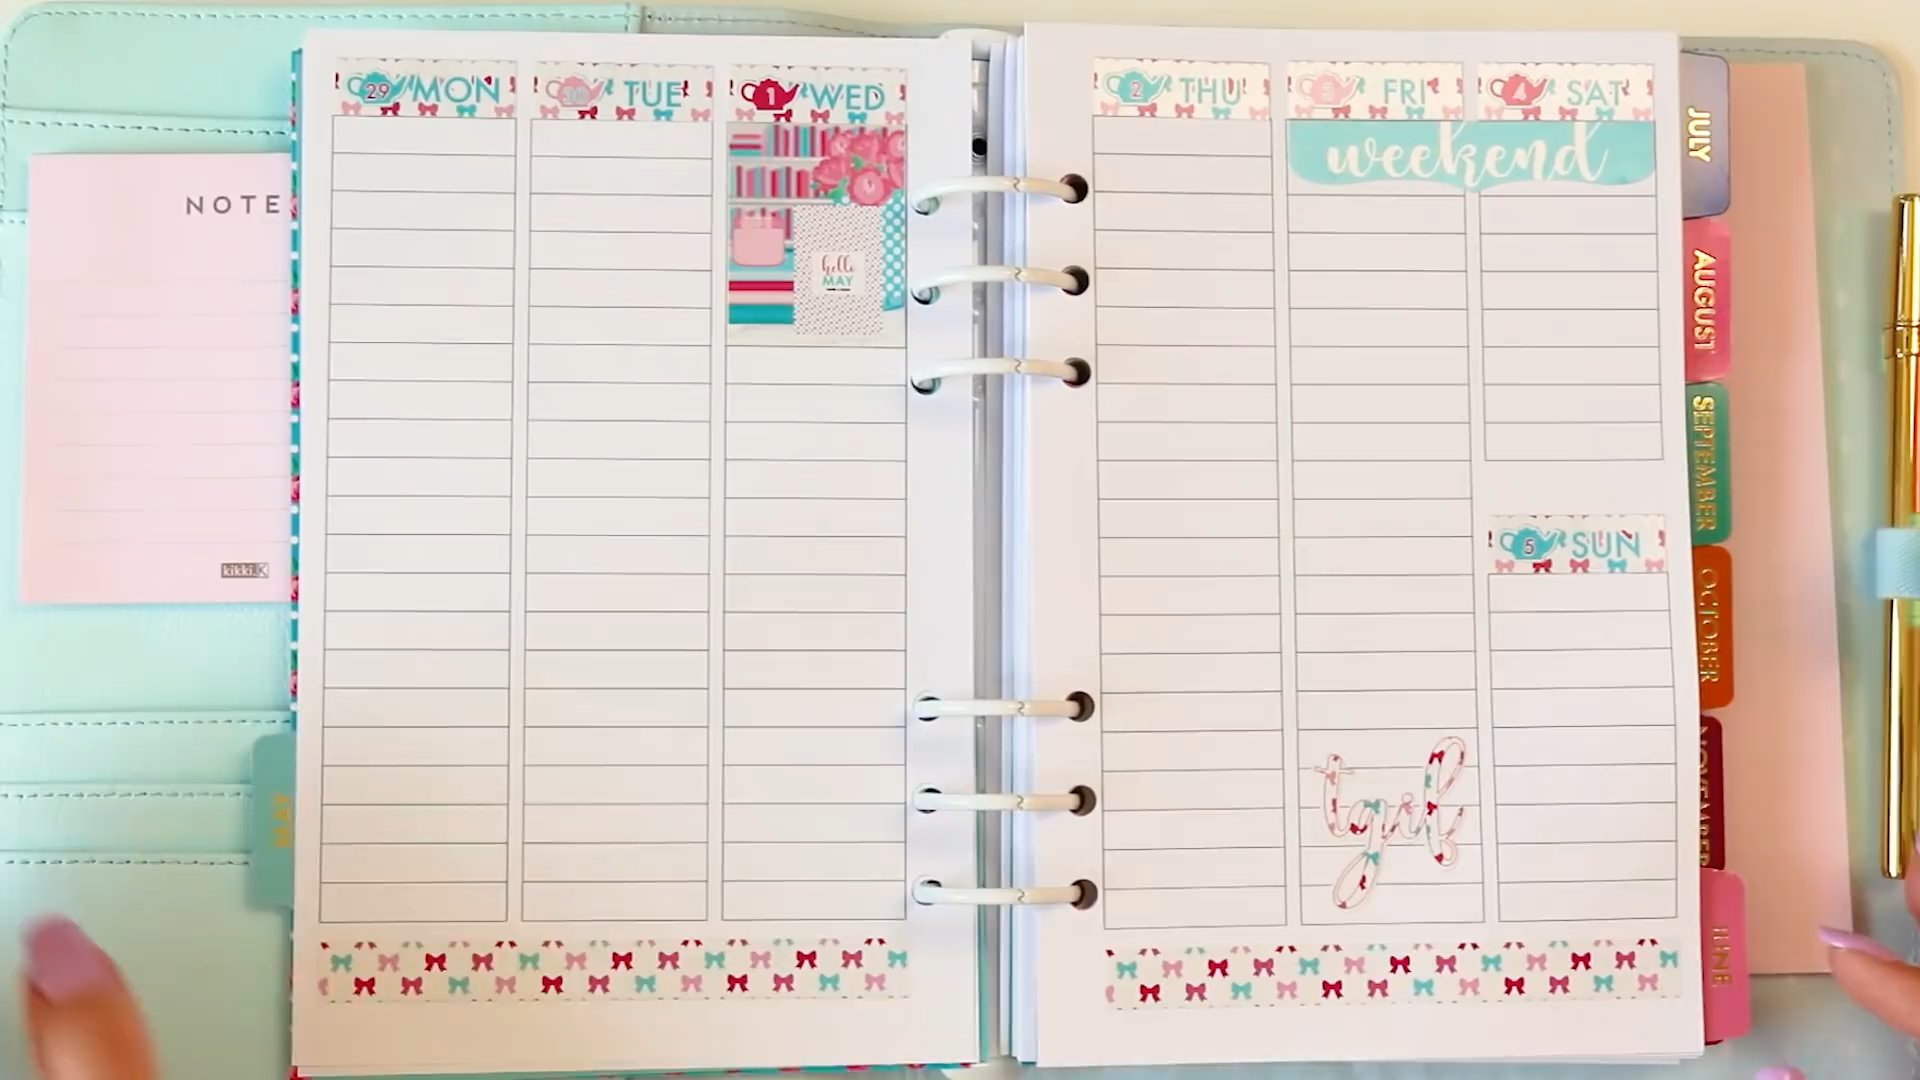 NOTE
kikki.K
MAY
29 MON
30 TUE
1 WED
hello
MAY
2 THU
3 FRI
4 SAT
weekend
5 SUN
tgif
JULY
AUGUST
SEPTEMBER
OCTOBER
NOVEMBER
JUNE